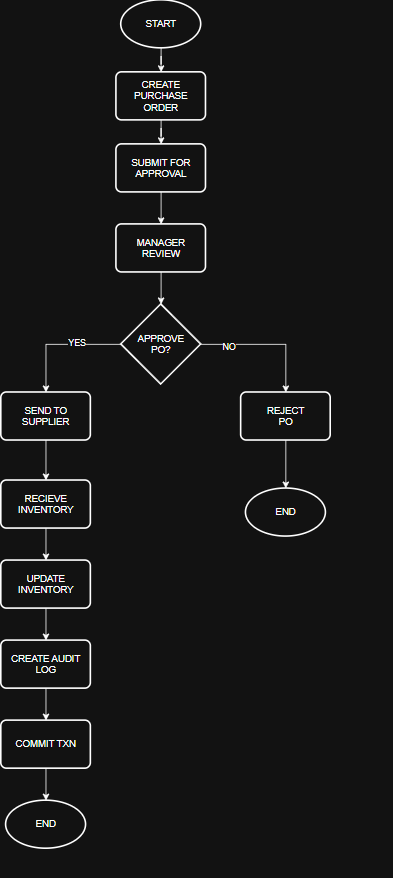 START
CREATE
PURCHASE
ORDER
SUBMIT FOR
APPROVAL
MANAGER
REVIEW
APPROVE
PO?
YES
NO
SEND TO
SUPPLIER
REJECT
PO
RECIEVE
INVENTORY
END
UPDATE
INVENTORY
CREATE AUDIT
LOG
COMMIT TXN
END